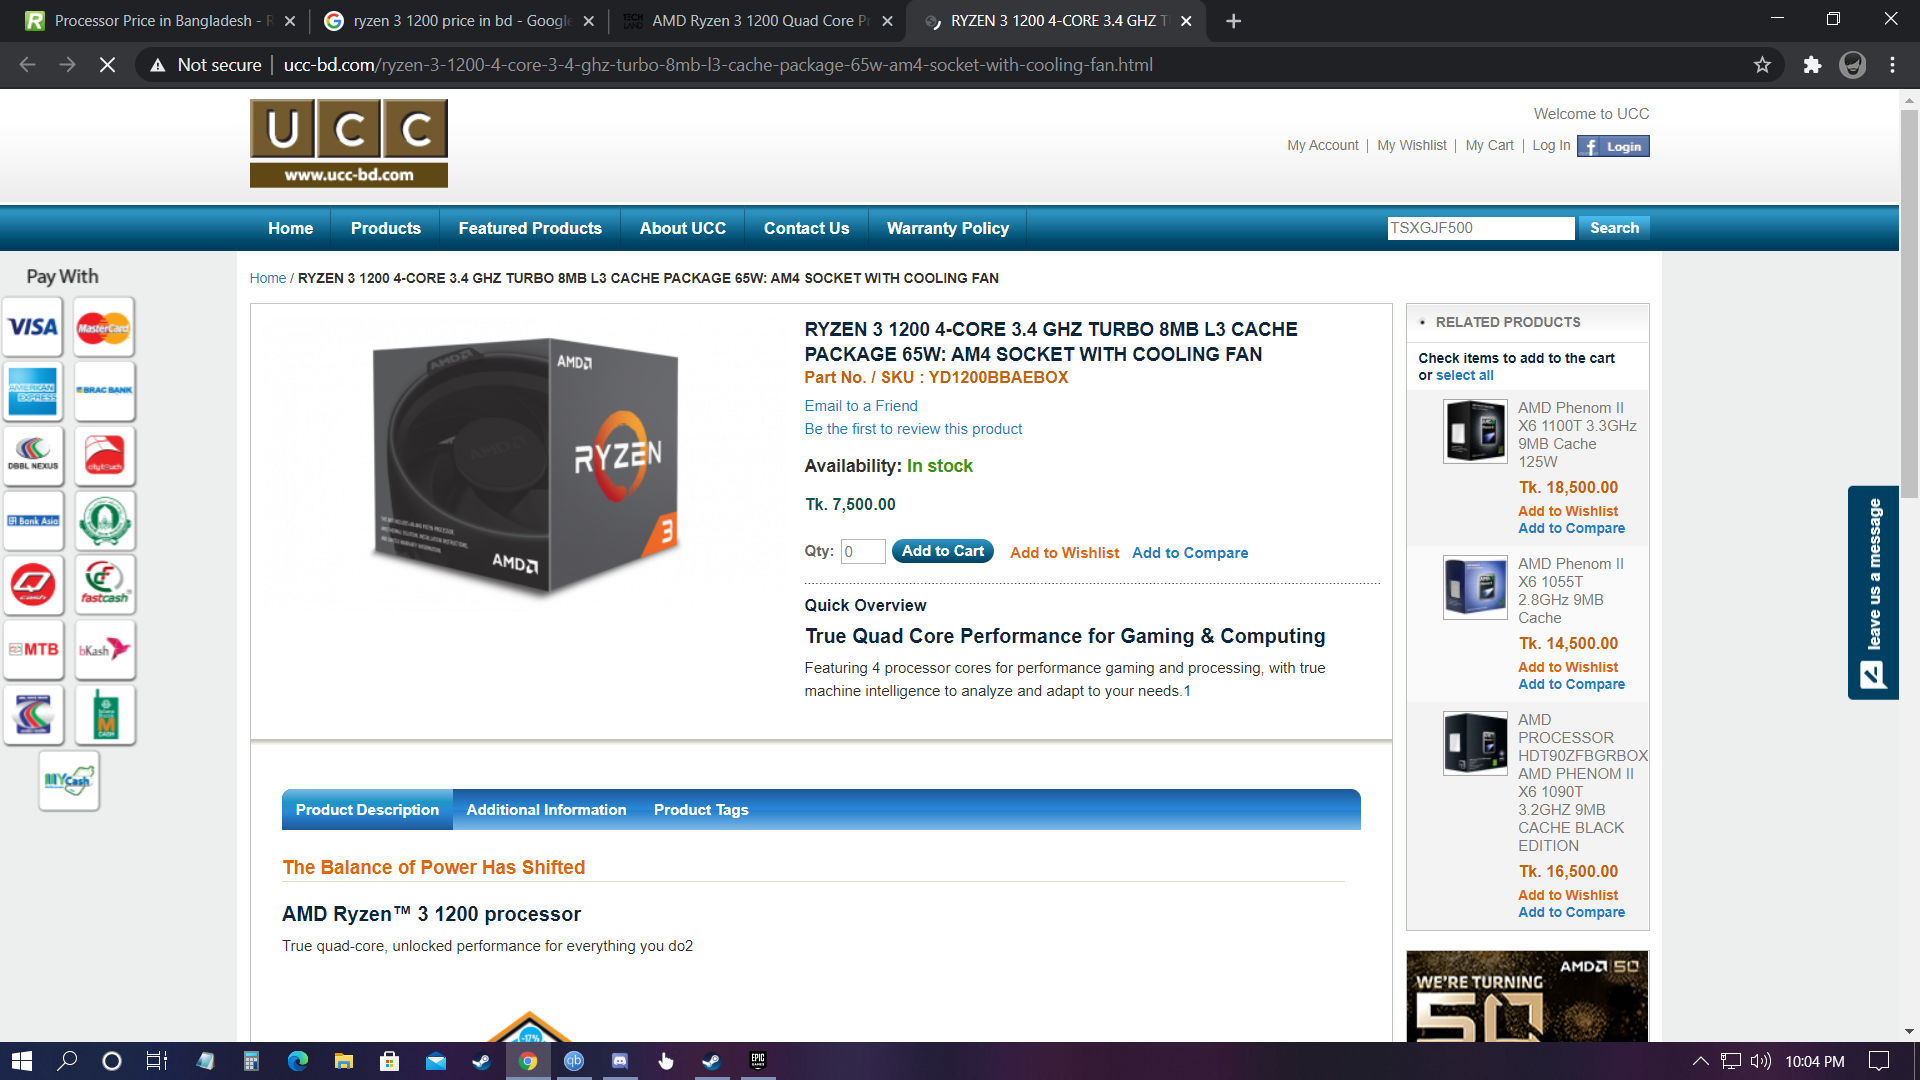 Processor Price in Bangladesh - R
ryzen 3 1200 price in bd - Google
TECH LAND
AMD Ryzen 3 1200 Quad Core Pr
RYZEN 3 1200 4-CORE 3.4 GHZ T
Not secure
ucc-bd.com/ryzen-3-1200-4-core-3-4-ghz-turbo-8mb-l3-cache-package-65w-am4-socket-with-cooling-fan.html
UCC
www.ucc-bd.com
Welcome to UCC
My Account | My Wishlist | My Cart | Log In
f Login
Home
Products
Featured Products
About UCC
Contact Us
Warranty Policy
TSXGJF500
Search
Pay With
VISA
MasterCard
AMERICAN EXPRESS
BRAC BANK
DBBL NEXUS
citytouch
Bank Asia
Q cash
fastcash
MTB
bKash
M CASH
MYCash
Home / RYZEN 3 1200 4-CORE 3.4 GHZ TURBO 8MB L3 CACHE PACKAGE 65W: AM4 SOCKET WITH COOLING FAN
AMD
AMD
RYZEN
3
AMD
RYZEN 3 1200 4-CORE 3.4 GHZ TURBO 8MB L3 CACHE
PACKAGE 65W: AM4 SOCKET WITH COOLING FAN
Part No. / SKU : YD1200BBAEBOX
Email to a Friend
Be the first to review this product
Availability: In stock
Tk. 7,500.00
Qty: 0 Add to Cart Add to Wishlist Add to Compare
Quick Overview
True Quad Core Performance for Gaming & Computing
Featuring 4 processor cores for performance gaming and processing, with true
machine intelligence to analyze and adapt to your needs.1
Product Description
Additional Information
Product Tags
The Balance of Power Has Shifted
AMD Ryzen™ 3 1200 processor
True quad-core, unlocked performance for everything you do2
-17%
RELATED PRODUCTS
Check items to add to the cart
or select all
AMD Phenom II
X6 1100T 3.3GHz
9MB Cache
125W
Tk. 18,500.00
Add to Wishlist
Add to Compare
AMD Phenom II
X6 1055T
2.8GHz 9MB
Cache
Tk. 14,500.00
Add to Wishlist
Add to Compare
AMD
PROCESSOR
HDT90ZFBGRBOX
AMD PHENOM II
X6 1090T
3.2GHZ 9MB
CACHE BLACK
EDITION
Tk. 16,500.00
Add to Wishlist
Add to Compare
AMD 50
WE'RE TURNING
50
leave us a message
qb
EPIC GAMES
10:04 PM